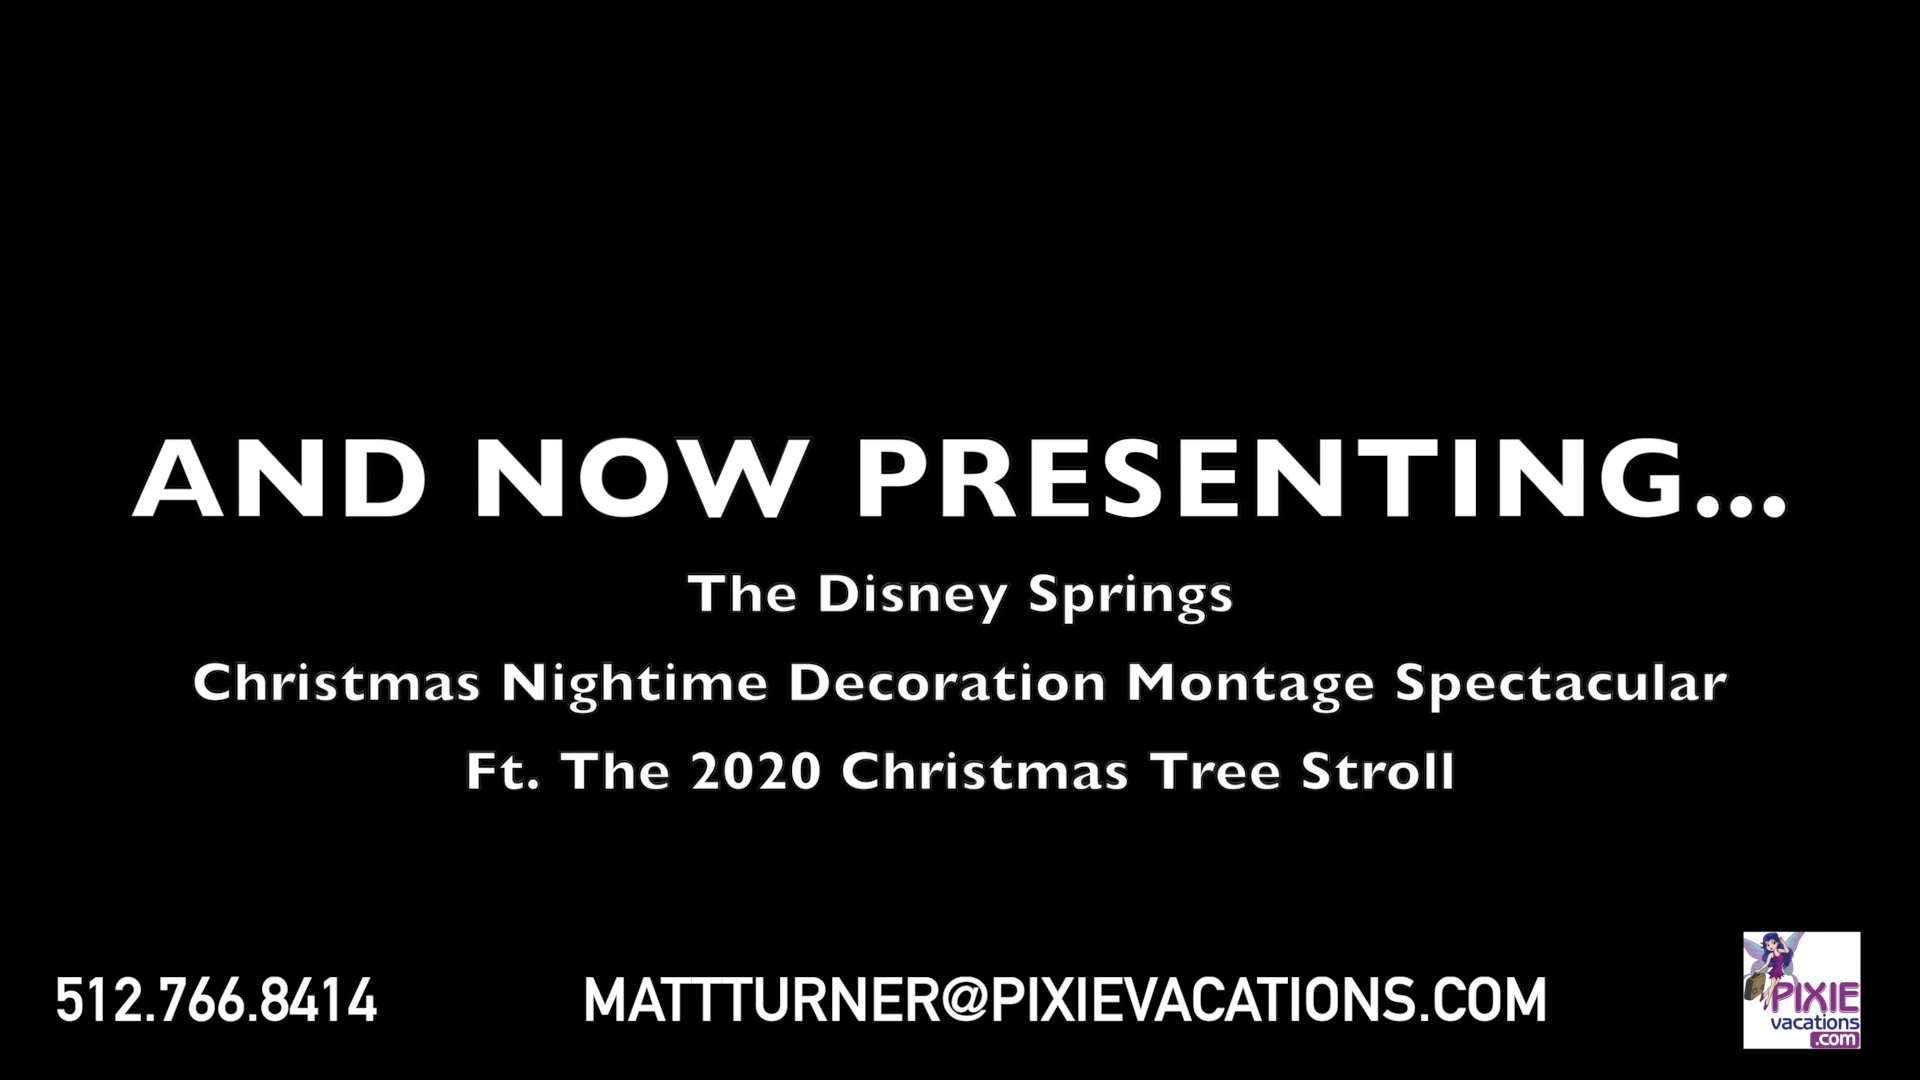 AND NOW PRESENTING...
The Disney Springs
Christmas Nightime Decoration Montage Spectacular
Ft. The 2020 Christmas Tree Stroll
512.766.8414
MATTTURNER@PIXIEVACATIONS.COM
PIXIE
vacations
.com